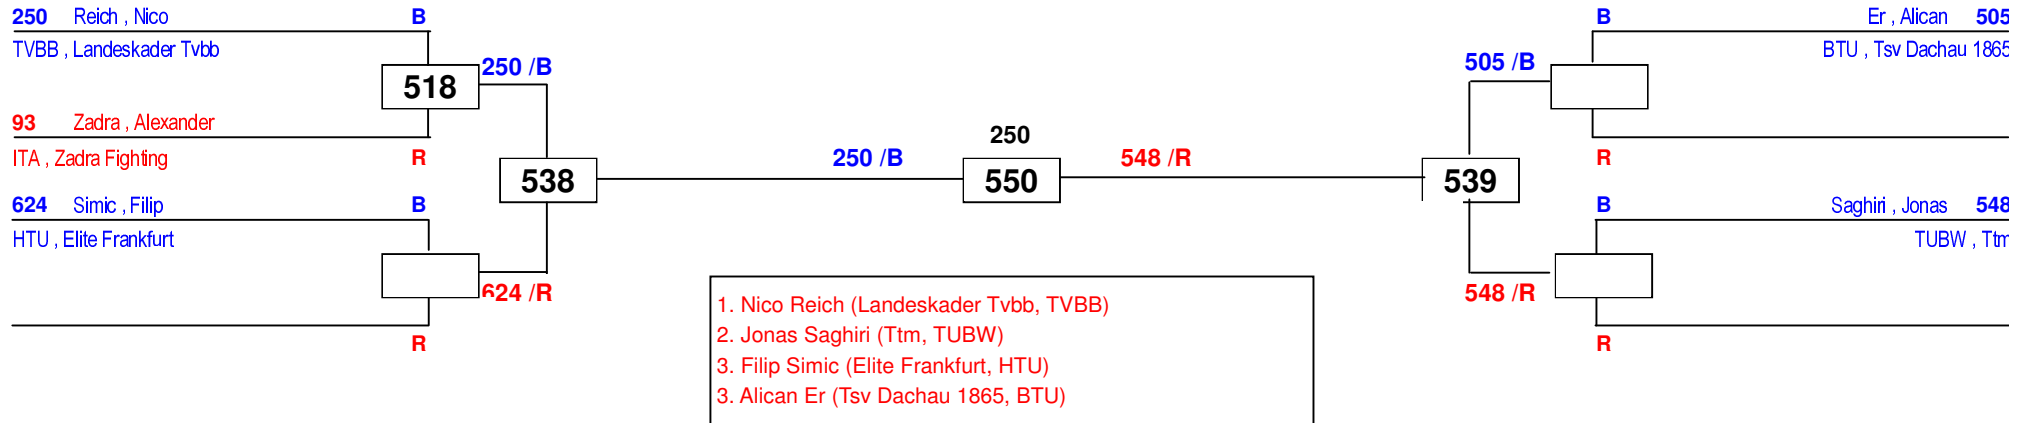 250 Reich , Nico B
TVBB , Landeskader Tvbb
518
250 /B
93 Zadra , Alexander
ITA , Zadra Fighting R
538
624 Simic , Filip B
HTU , Elite Frankfurt
624 /R
R
250 /B
250
550
548 /R
1. Nico Reich (Landeskader Tvbb, TVBB)
2. Jonas Saghiri (Ttm, TUBW)
3. Filip Simic (Elite Frankfurt, HTU)
3. Alican Er (Tsv Dachau 1865, BTU)
B Er , Alican 505
BTU , Tsv Dachau 1865
505 /B
R
539
B Saghiri , Jonas 548
TUBW , Ttm
548 /R
R